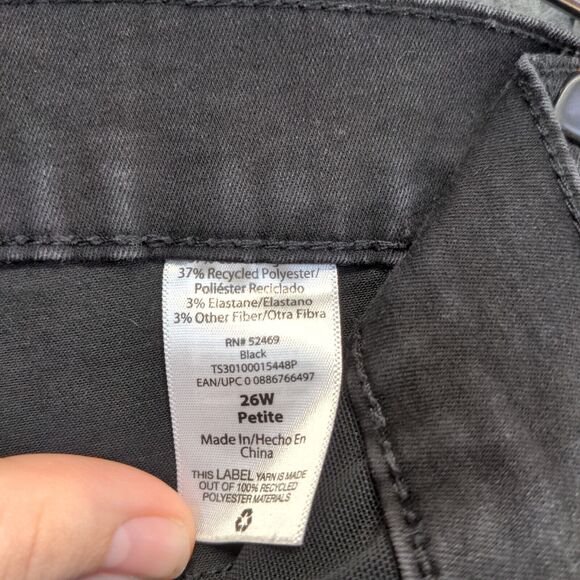 37% Recycled Polyester/
Poliéster Reciclado
3% Elastane/Elastano
3% Other Fiber/Otra Fibra
RN# 52469
Black
TS30100015448P
EAN/UPC 0 0886766497
26W
Petite
Made In/Hecho En
China
THIS LABEL YARN IS MADE
OUT OF 100% RECYCLED
POLYESTER MATERIALS